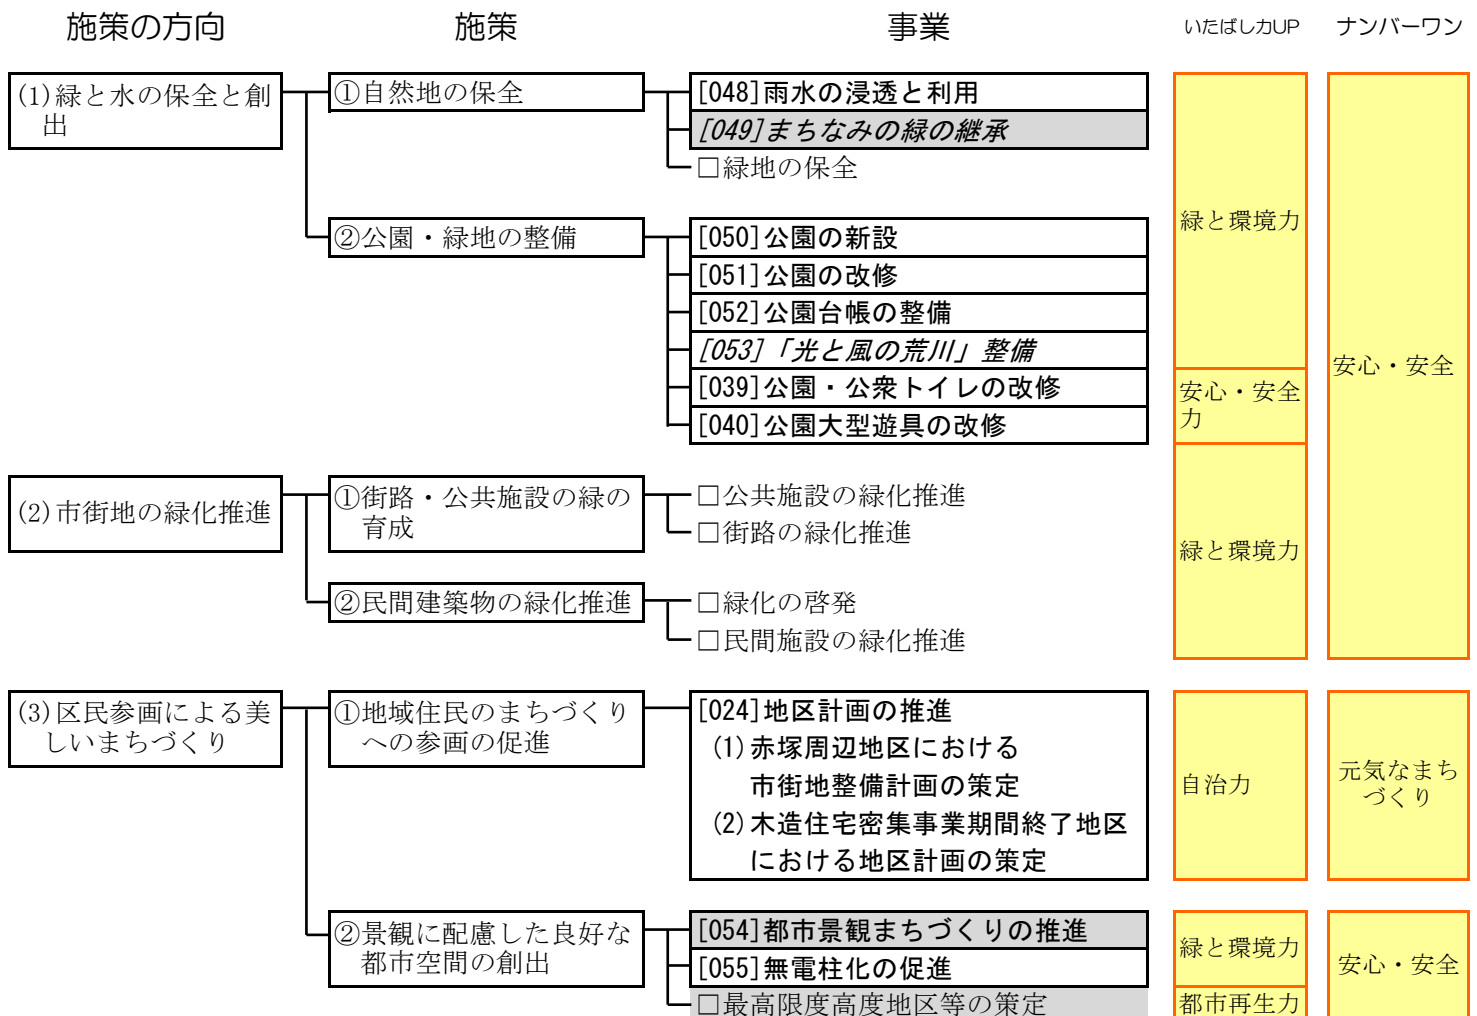 施策の方向
施策
事業
いたばし力UP
ナンバーワン
(1)緑と水の保全と創
出
①自然地の保全
[048]雨水の浸透と利用
[049]まちなみの緑の継承
□緑地の保全
②公園・緑地の整備
[050]公園の新設
[051]公園の改修
[052]公園台帳の整備
[053]「光と風の荒川」整備
[039]公園・公衆トイレの改修
[040]公園大型遊具の改修
緑と環境力
安心・安全
力
安心・安全
(2)市街地の緑化推進
①街路・公共施設の緑の
育成
□公共施設の緑化推進
□街路の緑化推進
②民間建築物の緑化推進
□緑化の啓発
□民間施設の緑化推進
緑と環境力
(3)区民参画による美
しいまちづくり
①地域住民のまちづくり
への参画の促進
[024]地区計画の推進
(1)赤塚周辺地区における
市街地整備計画の策定
(2)木造住宅密集事業期間終了地区
における地区計画の策定
自治力
元気なまち
づくり
②景観に配慮した良好な
都市空間の創出
[054]都市景観まちづくりの推進
[055]無電柱化の促進
□最高限度高度地区等の策定
緑と環境力
都市再生力
安心・安全